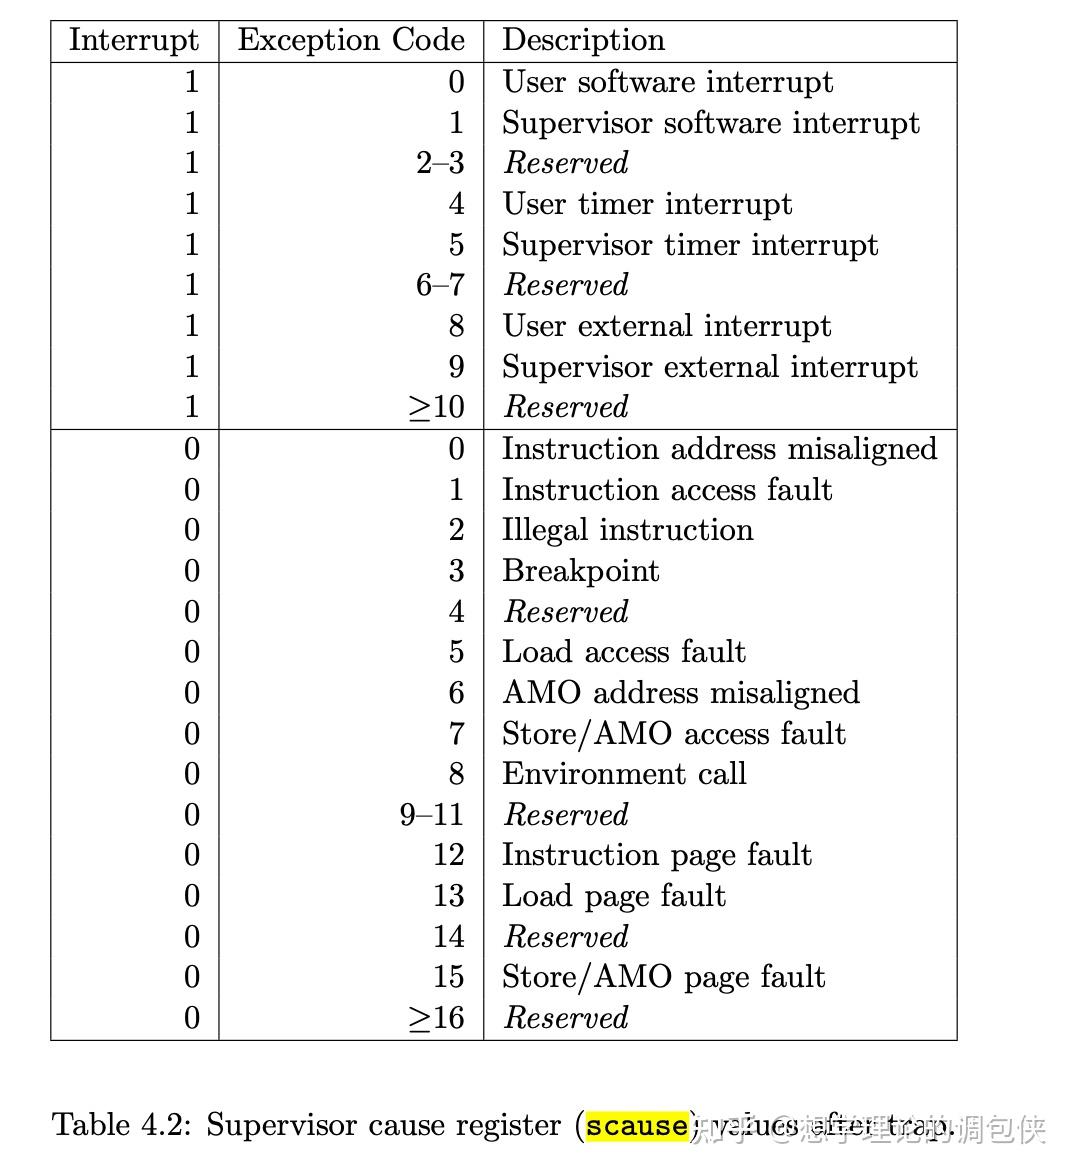 Interrupt Exception Code Description
1 0 User software interrupt
1 1 Supervisor software interrupt
1 2–3 Reserved
1 4 User timer interrupt
1 5 Supervisor timer interrupt
1 6–7 Reserved
1 8 User external interrupt
1 9 Supervisor external interrupt
1 ≥10 Reserved
0 0 Instruction address misaligned
0 1 Instruction access fault
0 2 Illegal instruction
0 3 Breakpoint
0 4 Reserved
0 5 Load access fault
0 6 AMO address misaligned
0 7 Store/AMO access fault
0 8 Environment call
0 9–11 Reserved
0 12 Instruction page fault
0 13 Load page fault
0 14 Reserved
0 15 Store/AMO page fault
0 ≥16 Reserved
Table 4.2: Supervisor cause register (scause) values after trap.
知乎 @想学理论的调包侠